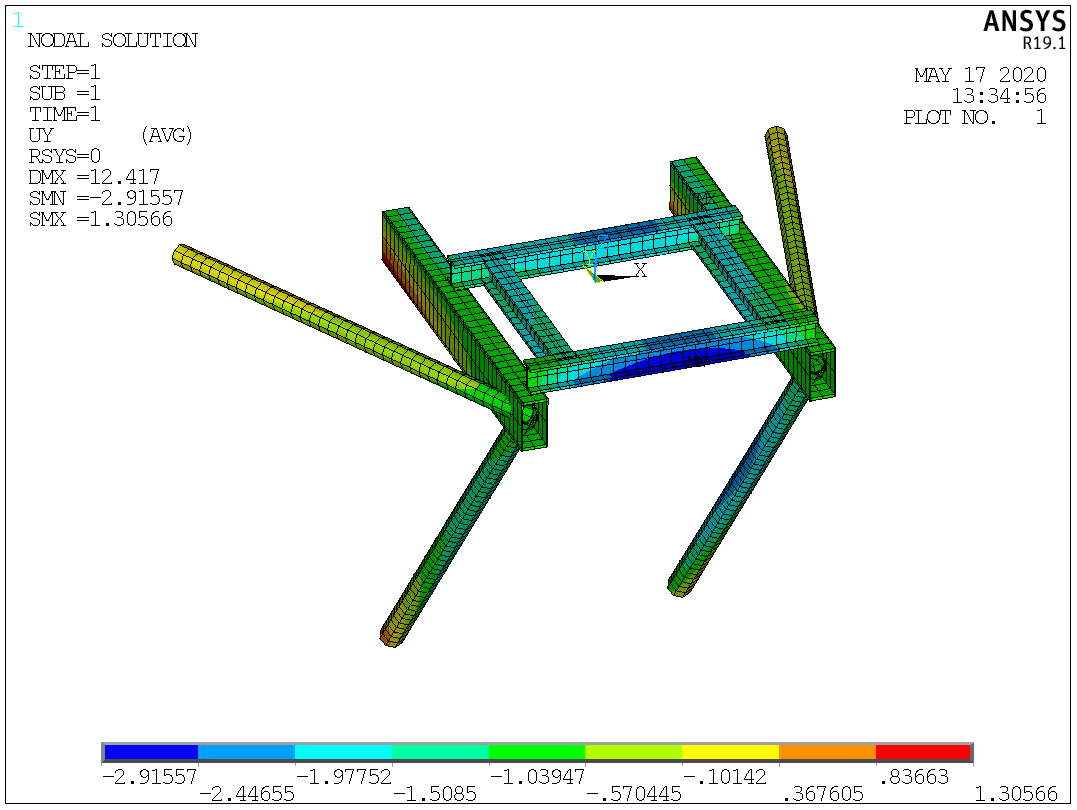 1
NODAL SOLUTION
STEP=1
SUB =1
TIME=1
UY (AVG)
RSYS=0
DMX =12.417
SMN =-2.91557
SMX =1.30566
ANSYS
R19.1
MAY 17 2020
13:34:56
PLOT NO. 1
X
-2.91557 -1.97752 -1.03947 -.10142 .83663
-2.44655 -1.5085 -.570445 .367605 1.30566